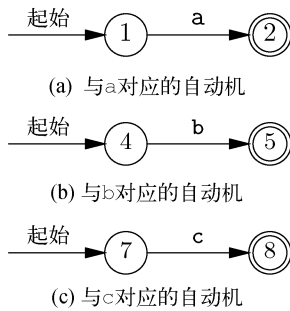 起始 1 a 2
(a) 与a对应的自动机
起始 4 b 5
(b) 与b对应的自动机
起始 7 c 8
(c) 与c对应的自动机